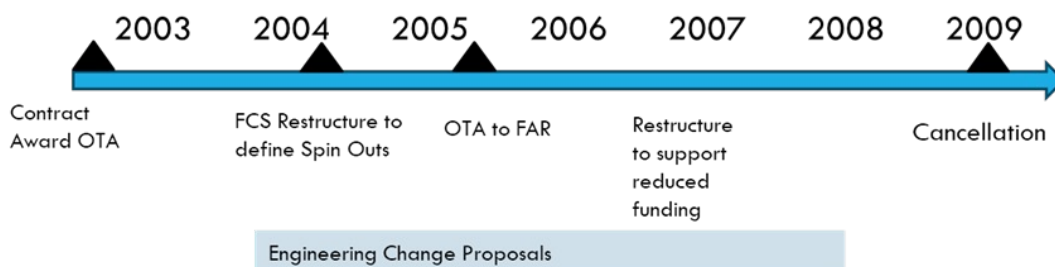 2003 2004 2005 2006 2007 2008 2009
Contract
Award OTA
FCS Restructure to
define Spin Outs
OTA to FAR
Restructure
to support
reduced
funding
Cancellation
Engineering Change Proposals